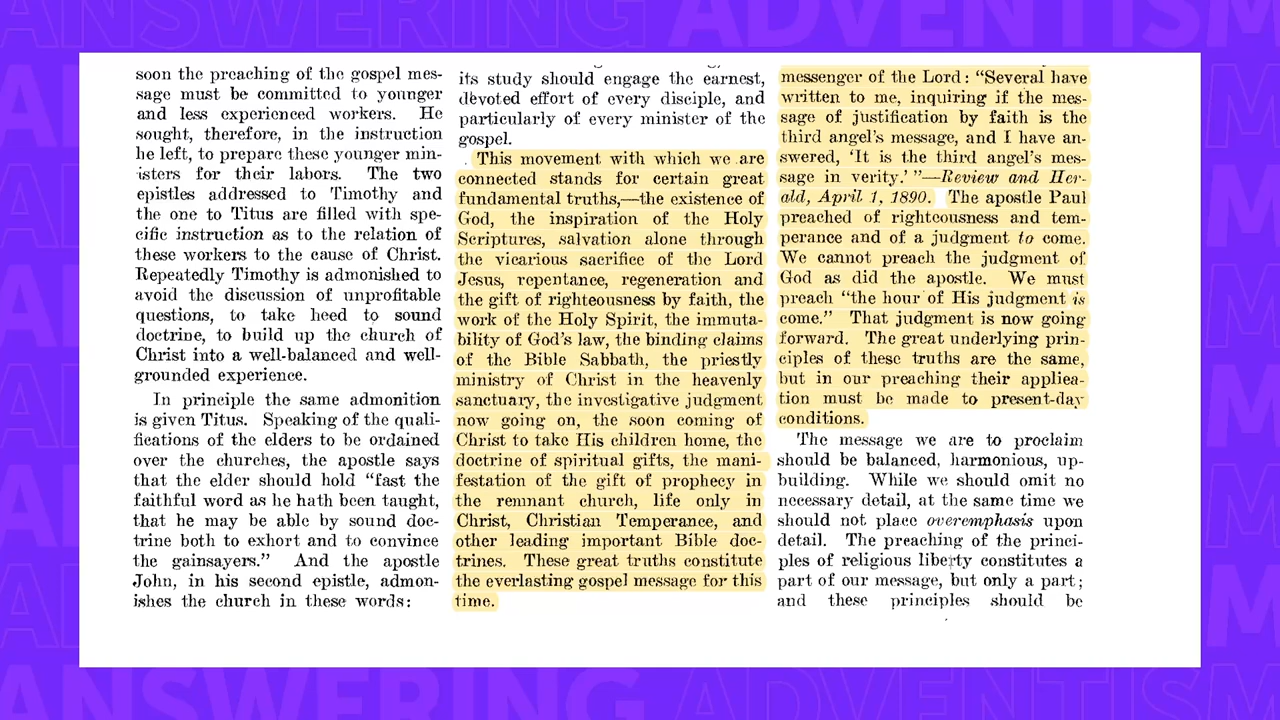 ANSWERING ADVENTISM
soon the preaching of the gospel mes-
sage must be committed to younger
and less experienced workers. He
sought, therefore, in the instruction
he left, to prepare these younger min-
isters for their labors. The two
epistles addressed to Timothy and
the one to Titus are filled with spe-
cific instruction as to the relation of
these workers to the cause of Christ.
Repeatedly Timothy is admonished to
avoid the discussion of unprofitable
questions, to take heed to sound
doctrine, to build up the church of
Christ into a well-balanced and well-
grounded experience.
In principle the same admonition
is given Titus. Speaking of the quali-
fications of the elders to be ordained
over the churches, the apostle says
that the elder should hold "fast the
faithful word as he hath been taught,
that he may be able by sound doc-
trine both to exhort and to convince
the gainsayers." And the apostle
John, in his second epistle, admon-
ishes the church in these words:
its study should engage the earnest,
devoted effort of every disciple, and
particularly of every minister of the
gospel.
This movement with which we are
connected stands for certain great
fundamental truths,—the existence of
God, the inspiration of the Holy
Scriptures, salvation alone through
the vicarious sacrifice of the Lord
Jesus, repentance, regeneration and
the gift of righteousness by faith, the
work of the Holy Spirit, the immuta-
bility of God's law, the binding claims
of the Bible Sabbath, the priestly
ministry of Christ in the heavenly
sanctuary, the investigative judgment
now going on, the soon coming of
Christ to take His children home, the
doctrine of spiritual gifts, the mani-
festation of the gift of prophecy in
the remnant church, life only in
Christ, Christian Temperance, and
other leading important Bible doc-
trines. These great truths constitute
the everlasting gospel message for this
time.
messenger of the Lord: "Several have
written to me, inquiring if the mes-
sage of justification by faith is the
third angel's message, and I have an-
swered, 'It is the third angel's mes-
sage in verity.' "—Review and Her-
ald, April 1, 1890. The apostle Paul
preached of righteousness and tem-
perance and of a judgment to come.
We cannot preach the judgment of
God as did the apostle. We must
preach "the hour of His judgment is
come." That judgment is now going
forward. The great underlying prin-
ciples of these truths are the same,
but in our preaching their applica-
tion must be made to present-day
conditions.
The message we are to proclaim
should be balanced, harmonious, up-
building. While we should omit no
necessary detail, at the same time we
should not place overemphasis upon
detail. The preaching of the princi-
ples of religious liberty constitutes a
part of our message, but only a part;
and these principles should be
ANSWERING ADVENTISM